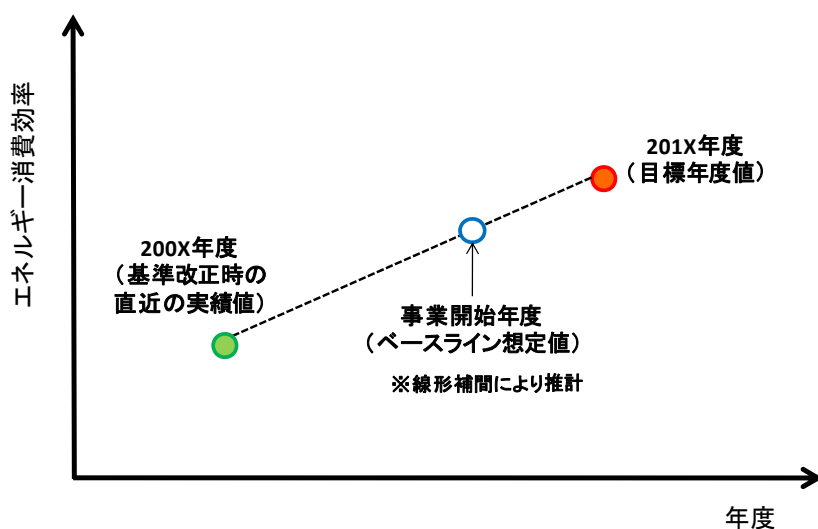 エネルギー消費効率
201X年度
（目標年度値）
200X年度
（基準改正時の
直近の実績値）
事業開始年度
（ベースライン想定値）
※線形補間により推計
年度